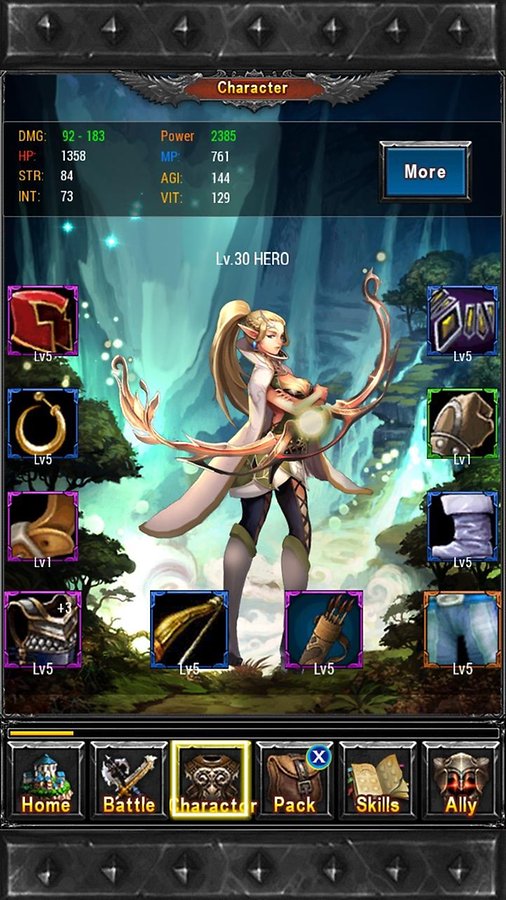 Character
DMG: 92 - 183 Power 2385
HP: 1358 MP: 761
STR: 84 AGI: 144
INT: 73 VIT: 129
More
Lv.30 HERO
Lv5 Lv5
Lv5 Lv1
Lv1 Lv5
+3
Lv5 Lv5 Lv5 Lv5
X
Home Battle Charactor Pack Skills Ally